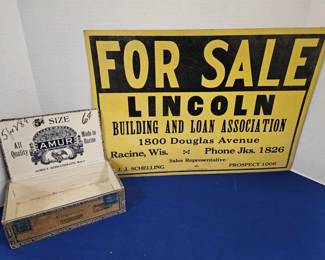 FOR SALE
LINCOLN
BUILDING AND LOAN ASSOCIATION
1800 Douglas Avenue
Racine, Wis. Phone Jks. 1826
Sales Representative
J. J. SCHELLING PROSPECT 1006
5¢ SIZE
All Quality
AMUR
Made in Racine